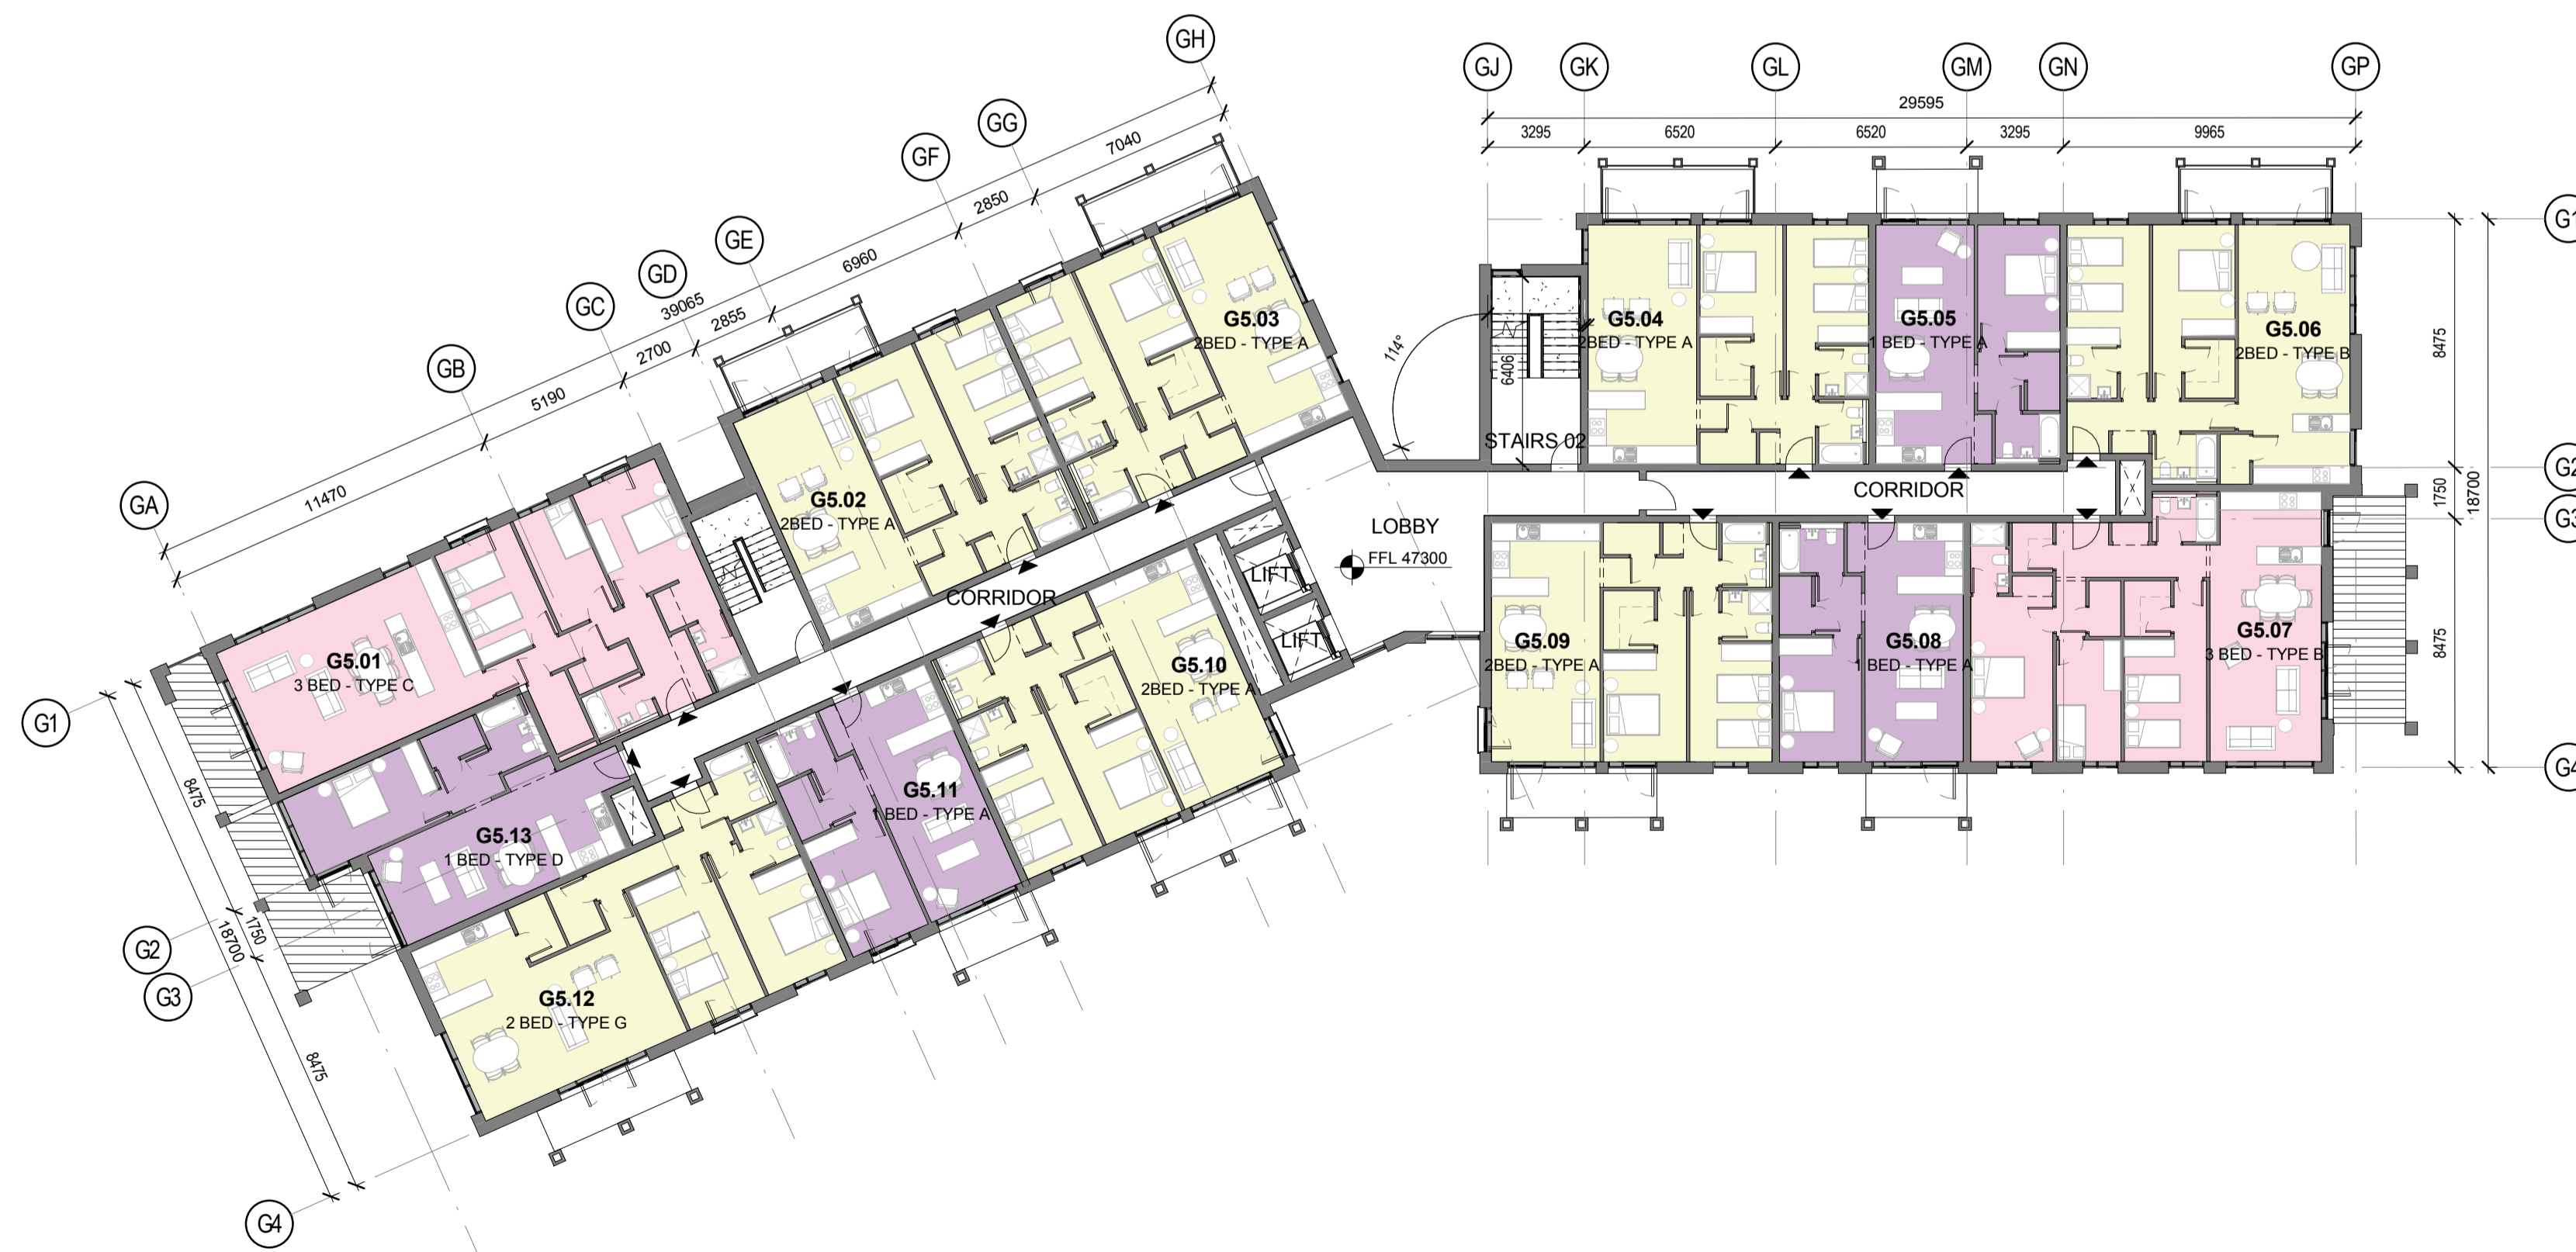 GH
GJ
GK
GL
GM
GN
GP
29595
3295
6520
6520
3295
9965
GG
7040
GF
2850
GE
6960
GD
39065
2855
GC
2700
GB
5190
GA
11470
G1
8475
G2
1750
18700
G3
8475
G4
G5.01
3 BED - TYPE C
G5.02
2BED - TYPE A
G5.03
2BED - TYPE A
114°
6406
STAIRS 02
G5.04
2BED - TYPE A
G5.05
1 BED - TYPE A
G5.06
2BED - TYPE B
CORRIDOR
LOBBY
FFL 47300
LIFT
LIFT
CORRIDOR
G5.07
3 BED - TYPE B
G5.08
1 BED - TYPE A
G5.09
2BED - TYPE A
G5.10
2BED - TYPE A
G5.11
1 BED - TYPE A
G5.12
2 BED - TYPE G
G5.13
1 BED - TYPE D
G1
8475
G2
1750
18700
G3
8475
G4